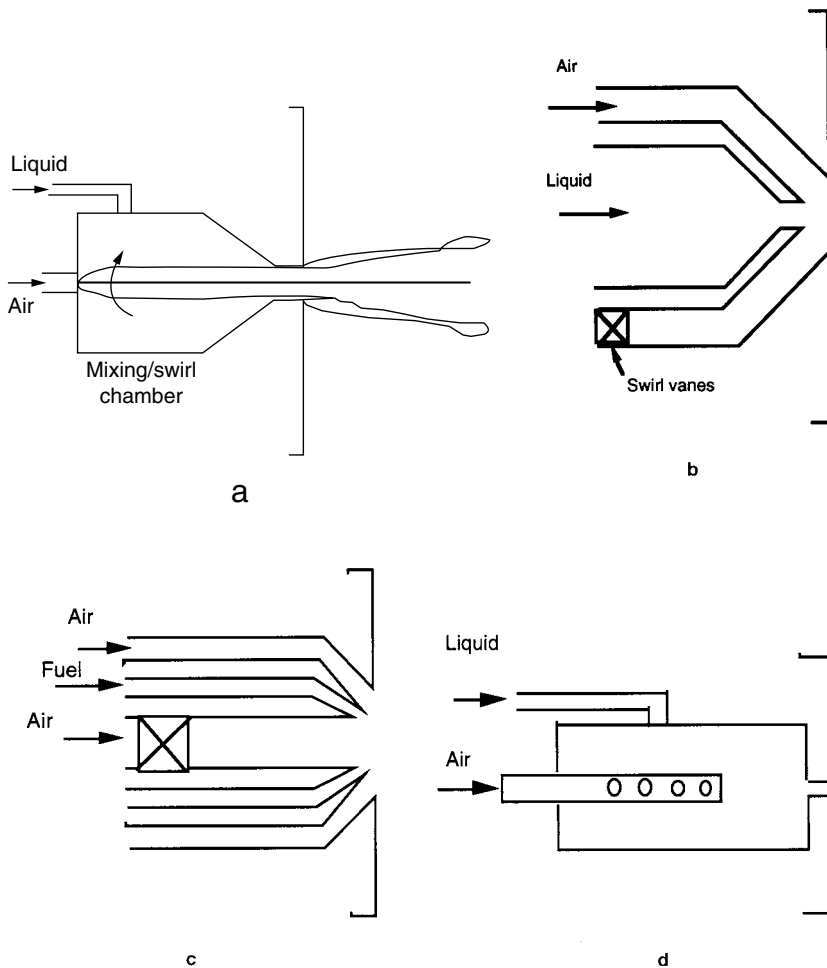 Liquid
Air
Mixing/swirl
chamber
a
Air
Liquid
Swirl vanes
b
Air
Fuel
Air
c
Liquid
Air
d